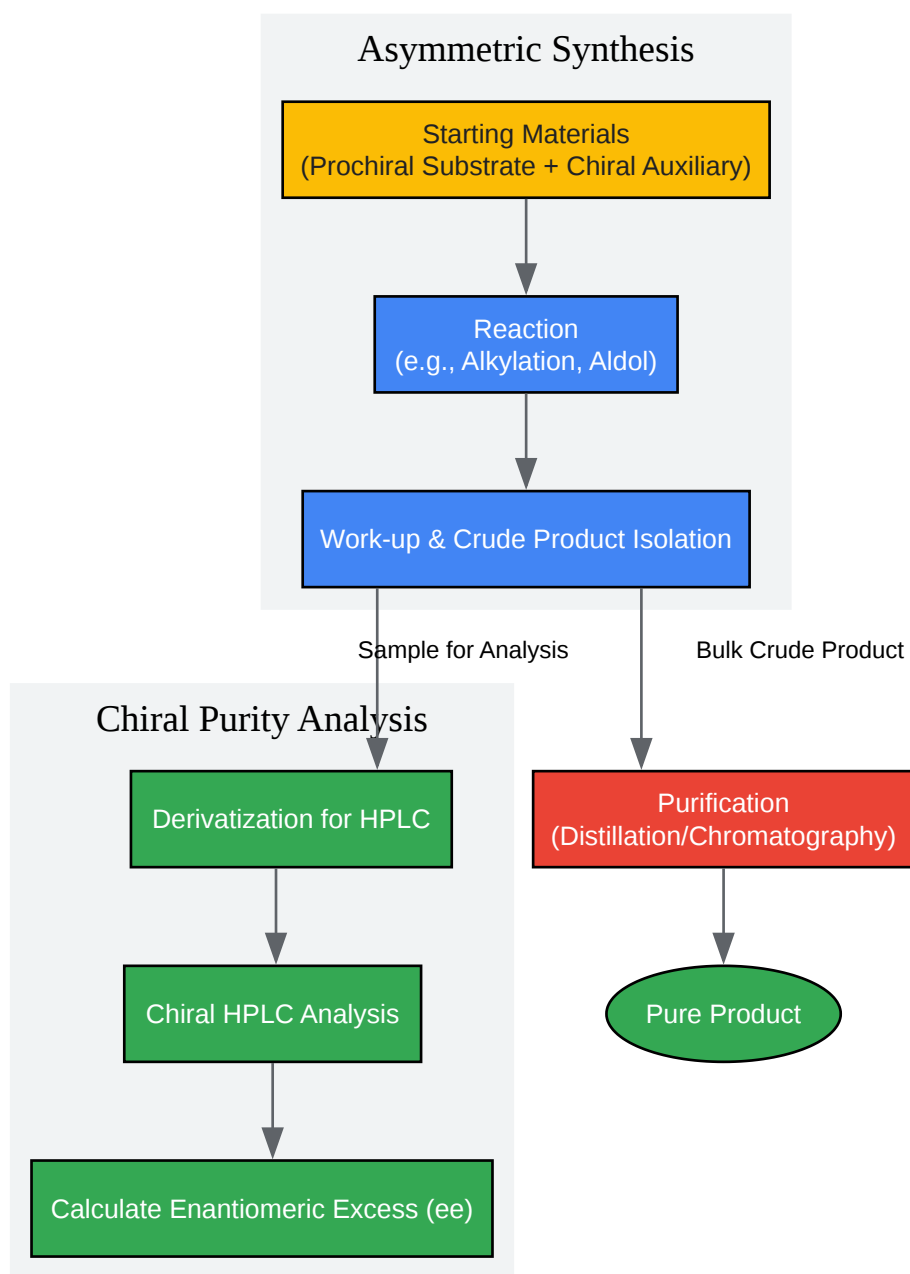 Asymmetric Synthesis
Starting Materials
(Prochiral Substrate + Chiral Auxiliary)
Reaction
(e.g., Alkylation, Aldol)
Work-up & Crude Product Isolation
Sample for Analysis
Bulk Crude Product
Chiral Purity Analysis
Derivatization for HPLC
Purification
(Distillation/Chromatography)
Chiral HPLC Analysis
Pure Product
Calculate Enantiomeric Excess (ee)